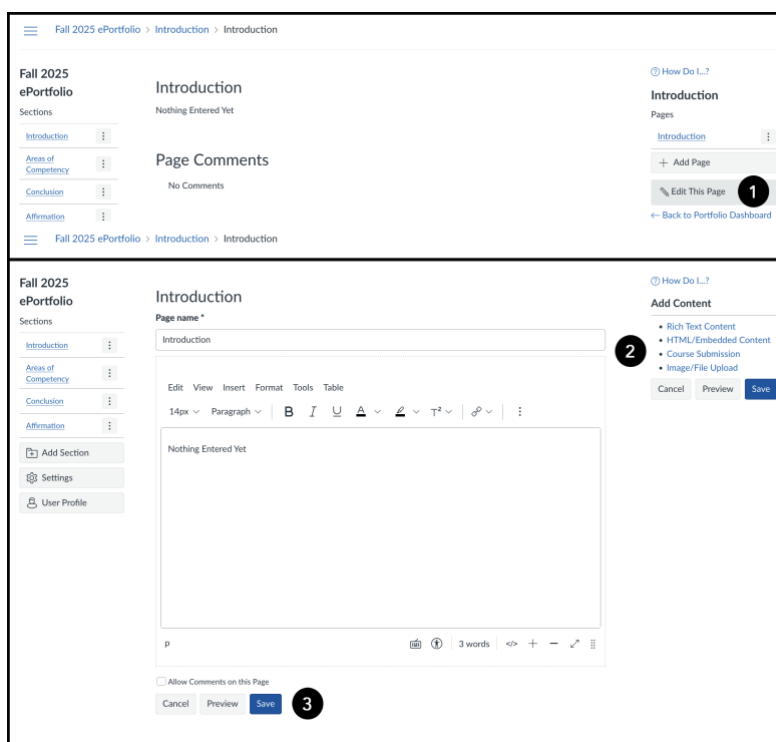 Fall 2025 ePortfolio > Introduction > Introduction
Fall 2025
ePortfolio
Sections
Introduction
Areas of
Competency
Conclusion
Affirmation
Introduction
Nothing Entered Yet
Page Comments
No Comments
How Do I...?
Introduction
Pages
Introduction
+ Add Page
Edit This Page
1
← Back to Portfolio Dashboard
Fall 2025 ePortfolio > Introduction > Introduction
Fall 2025
ePortfolio
Sections
Introduction
Areas of
Competency
Conclusion
Affirmation
Add Section
Settings
User Profile
Introduction
Page name *
Introduction
Edit View Insert Format Tools Table
14px Paragraph B I U A T²
Nothing Entered Yet
p
3 words </> + −
Allow Comments on this Page
Cancel Preview Save
3
How Do I...?
Add Content
2
• Rich Text Content
• HTML/Embedded Content
• Course Submission
• Image/File Upload
Cancel Preview Save